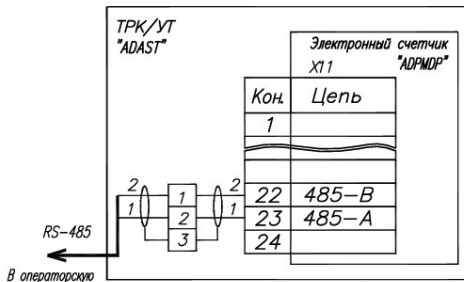 ТРК/УТ
"ADAST"
Электронный счетчик
"ADPMDP"
X11
Кон. Цепь
1
2 1 2 22 485-B
1 2 1 23 485-A
3 24
RS-485
В операторскую